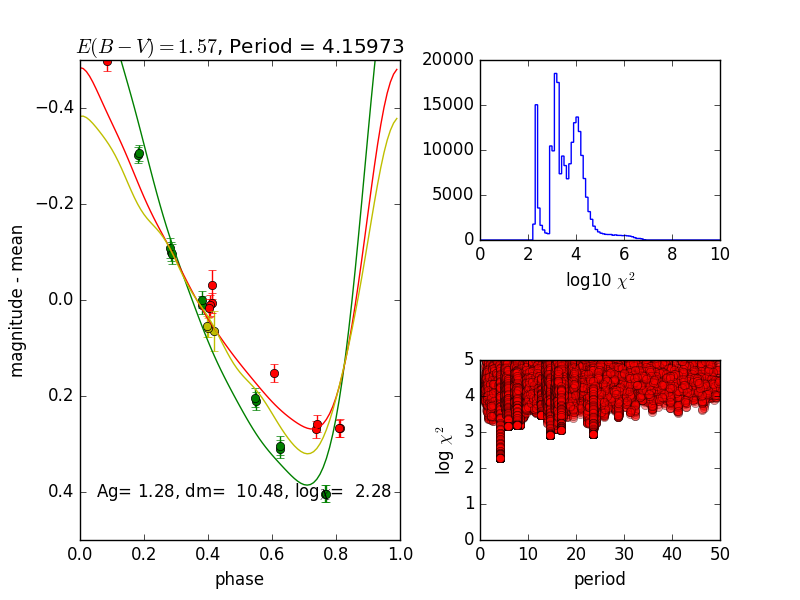 E(B − V) = 1.57, Period = 4.15973
magnitude - mean
−0.4
−0.2
0.0
0.2
0.4
Ag= 1.28, dm= 10.48, logχ= 2.28
0.0 0.2 0.4 0.6 0.8 1.0
phase
20000
15000
10000
5000
0
0 2 4 6 8 10
log10 χ²
log χ²
5
4
3
2
1
0
0 10 20 30 40 50
period